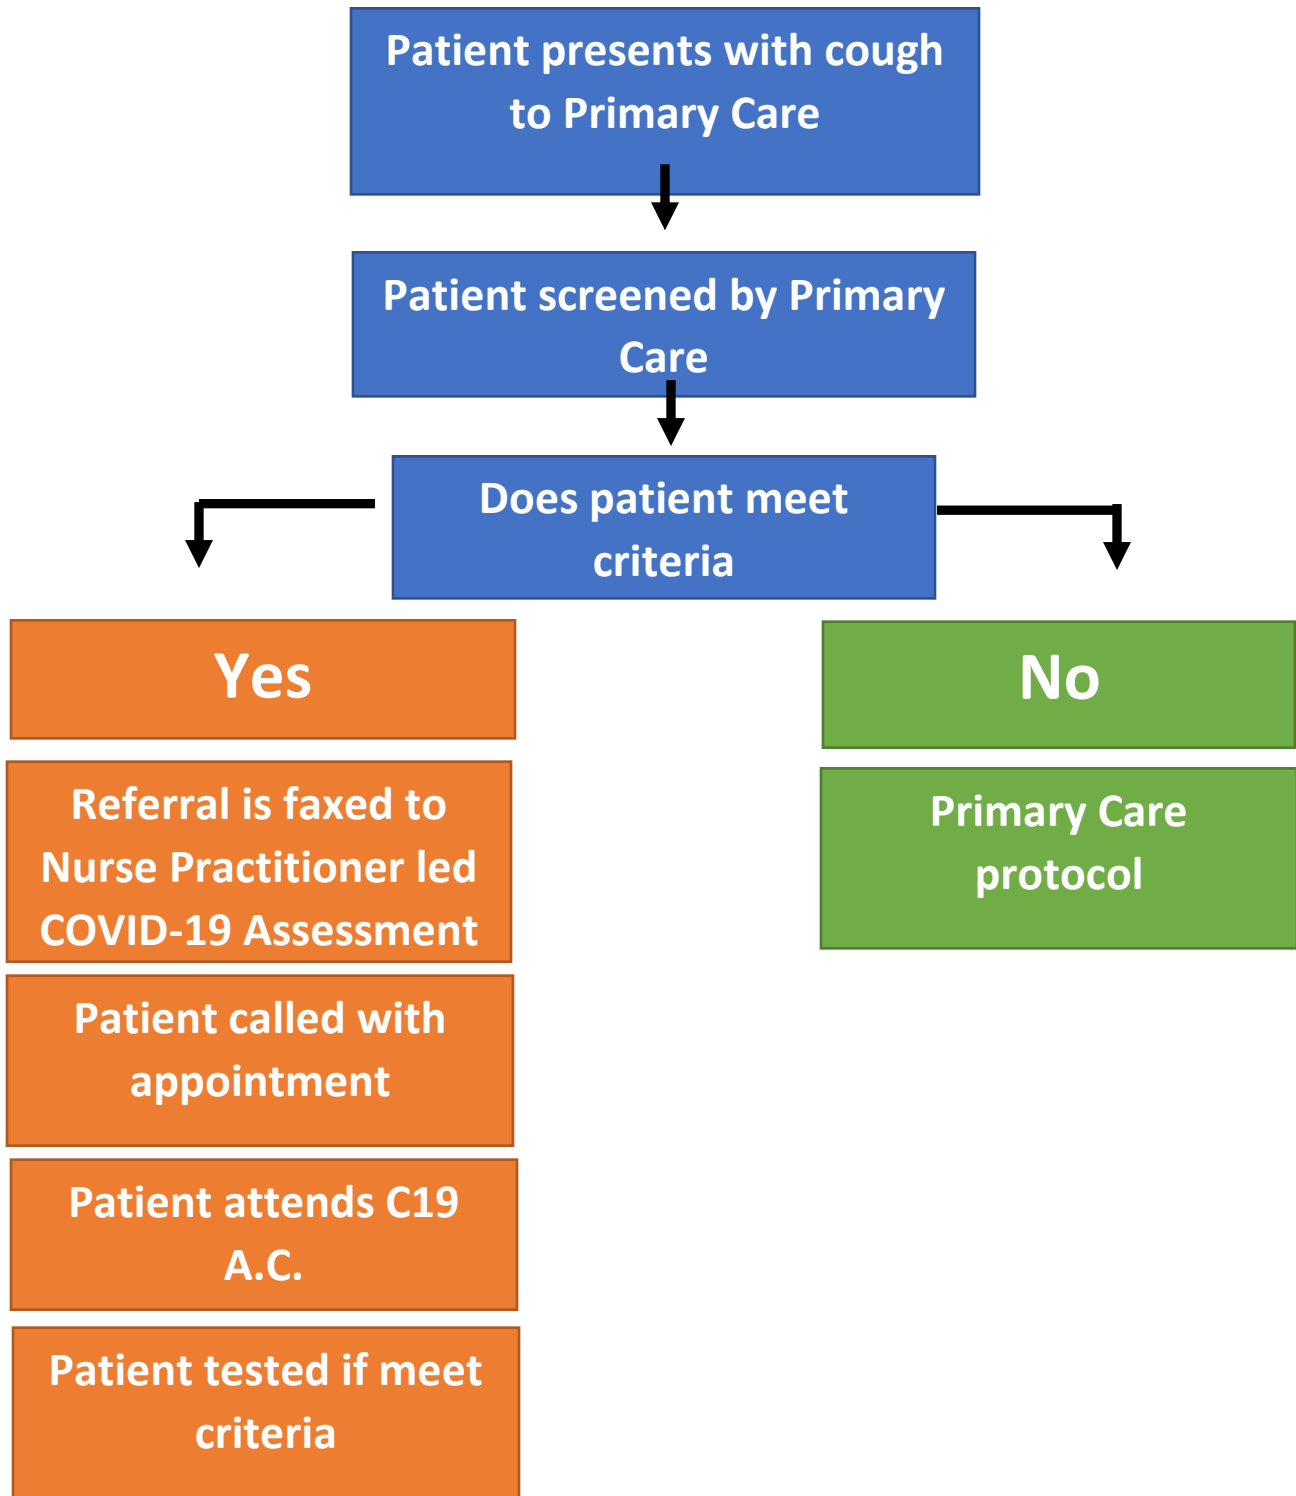 Patient presents with cough
to Primary Care
Patient screened by Primary
Care
Does patient meet
criteria
Yes
Referral is faxed to
Nurse Practitioner led
COVID-19 Assessment
Patient called with
appointment
Patient attends C19
A.C.
Patient tested if meet
criteria
No
Primary Care
protocol